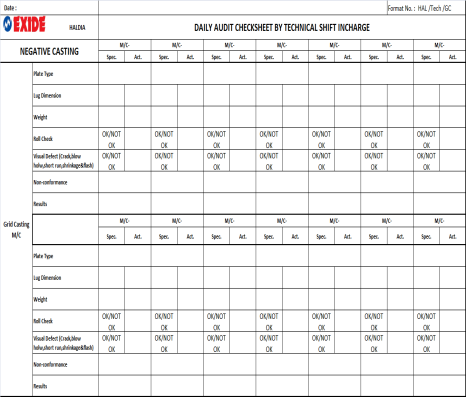 Date :
Format No. : HAL /Tech /GC
EXIDE HALDIA DAILY AUDIT CHECKSHEET BY TECHNICAL SHIFT INCHARGE
NEGATIVE CASTING M/C- M/C- M/C- M/C- M/C- M/C- M/C-
Spec. Act. Spec. Act. Spec. Act. Spec. Act. Spec. Act. Spec. Act. Spec. Act.
Plate Type
Lug Dimension
Weight
Roll Check OK/NOT OK OK/NOT OK OK/NOT OK OK/NOT OK OK/NOT OK OK/NOT OK OK/NOT OK
Visual Defect (Crack,blow
holw,short run,shrinkage&flash) OK/NOT OK OK/NOT OK OK/NOT OK OK/NOT OK OK/NOT OK OK/NOT OK OK/NOT OK
Non-conformance
Results
Grid Casting
M/C
M/C- M/C- M/C- M/C- M/C- M/C- M/C-
Spec. Act. Spec. Act. Spec. Act. Spec. Act. Spec. Act. Spec. Act. Spec. Act.
Plate Type
Lug Dimension
Weight
Roll Check OK/NOT OK OK/NOT OK OK/NOT OK OK/NOT OK OK/NOT OK OK/NOT OK OK/NOT OK
Visual Defect (Crack,blow
holw,short run,shrinkage&flash) OK/NOT OK OK/NOT OK OK/NOT OK OK/NOT OK OK/NOT OK OK/NOT OK OK/NOT OK
Non-conformance
Results